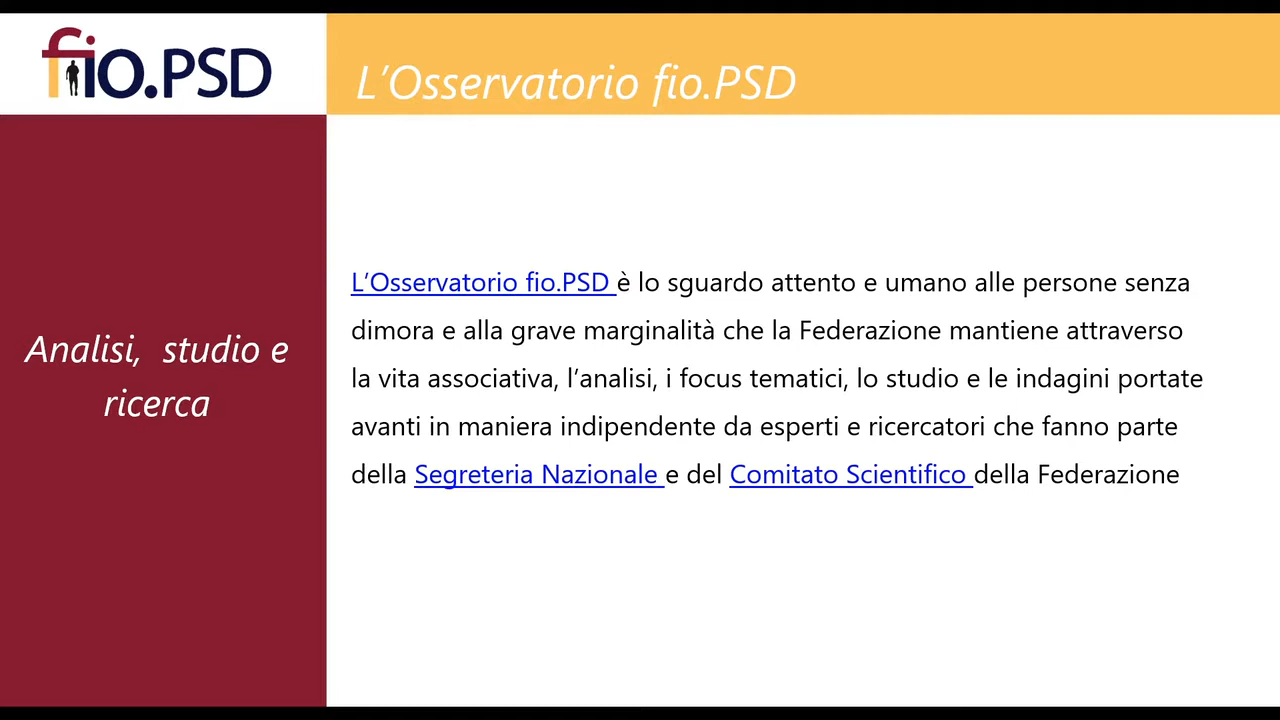 fio.PSD
L’Osservatorio fio.PSD
Analisi,  studio e
ricerca
L’Osservatorio fio.PSD è lo sguardo attento e umano alle persone senza
dimora e alla grave marginalità che la Federazione mantiene attraverso
la vita associativa, l’analisi, i focus tematici, lo studio e le indagini portate
avanti in maniera indipendente da esperti e ricercatori che fanno parte
della Segreteria Nazionale e del Comitato Scientifico della Federazione